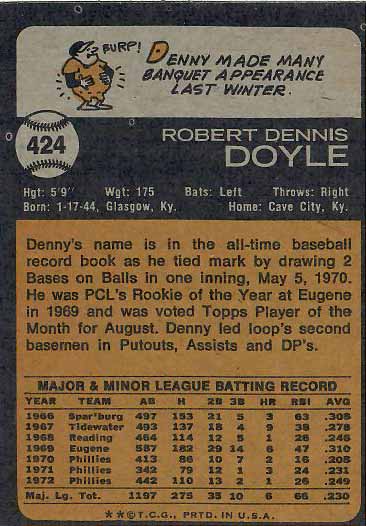 BURP!
DENNY MADE MANY
BANQUET APPEARANCE
LAST WINTER.
424
ROBERT DENNIS
DOYLE
Hgt: 5'9" Wgt: 175 Bats: Left Throws: Right
Born: 1-17-44, Glasgow, Ky. Home: Cave City, Ky.
Denny's name is in the all-time baseball
record book as he tied mark by drawing 2
Bases on Balls in one inning, May 5, 1970.
He was PCL's Rookie of the Year at Eugene
in 1969 and was voted Topps Player of the
Month for August. Denny led loop's second
basemen in Putouts, Assists and DP's.
MAJOR & MINOR LEAGUE BATTING RECORD
YEAR TEAM AB H 2B 3B HR RBI AVG
1966 Spar'burg 497 153 21 5 3 63 .308
1967 Tidewater 493 137 18 4 9 38 .278
1968 Reading 464 114 12 5 1 26 .246
1969 Eugene 587 182 29 14 6 47 .310
1970 Phillies 413 86 10 7 2 16 .208
1971 Phillies 342 79 12 1 3 24 .231
1972 Phillies 442 110 13 2 1 26 .249
Maj. Lg. Tot. 1197 275 35 10 6 66 .230
**©T.C.G., PRTD. IN U.S.A.